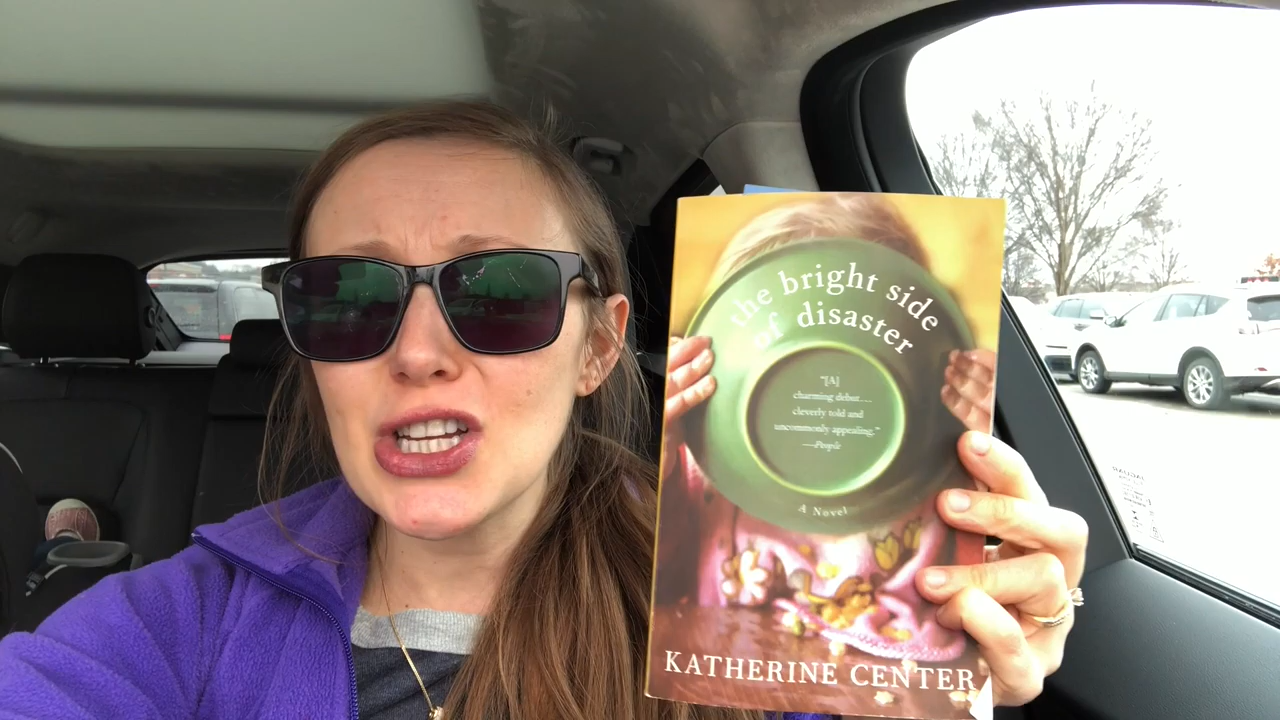 the bright side
of disaster
"[A]
charming debut...
cleverly told and
uncommonly appealing."
—People
A Novel
KATHERINE CENTER